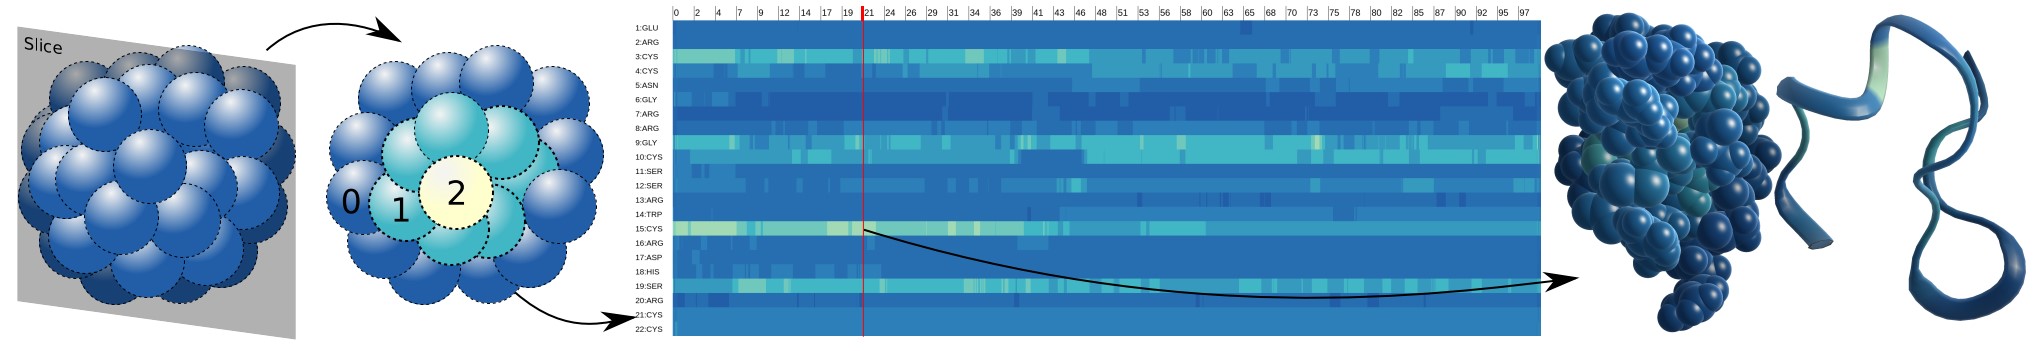 Slice
0 1 2
0 2 4 7 9 12 14 17 19 21 24 26 29 31 34 36 39 41 43 46 48 51 53 56 58 60 63 65 68 70 73 75 77 80 82 85 87 90 92 95 97
1:GLU
2:ARG
3:CYS
4:CYS
5:ASN
6:GLY
7:ARG
8:ARG
9:GLY
10:CYS
11:SER
12:SER
13:ARG
14:TRP
15:CYS
16:ARG
17:ASP
18:HIS
19:SER
20:ARG
21:CYS
22:CYS